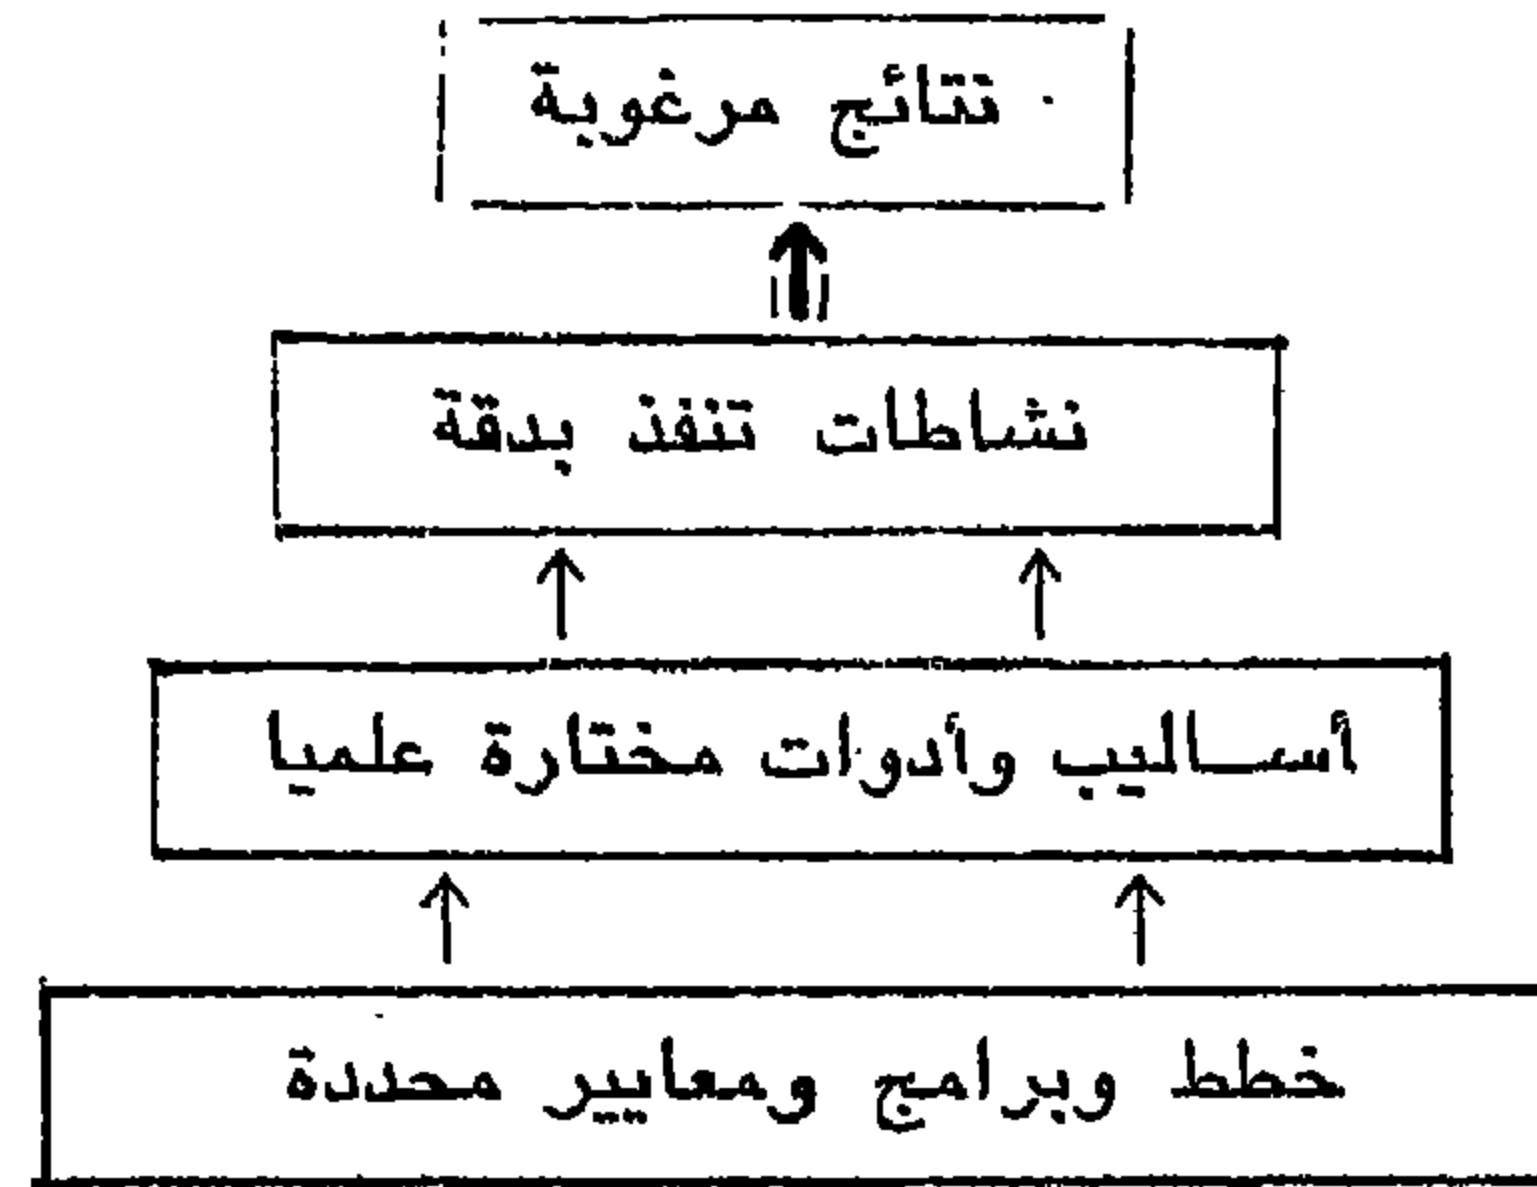 نتائج مرغوبة
نشاطات تنفذ بدقة
أساليب وأدوات مختارة علميا
خطط وبرامج ومعايير محددة